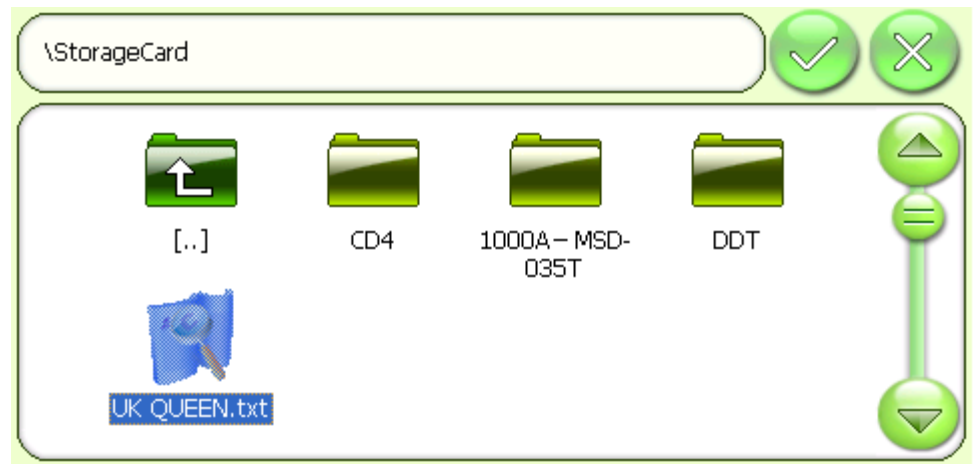 \StorageCard
[..]
CD4
1000A – MSD-
035T
DDT
UK QUEEN.txt